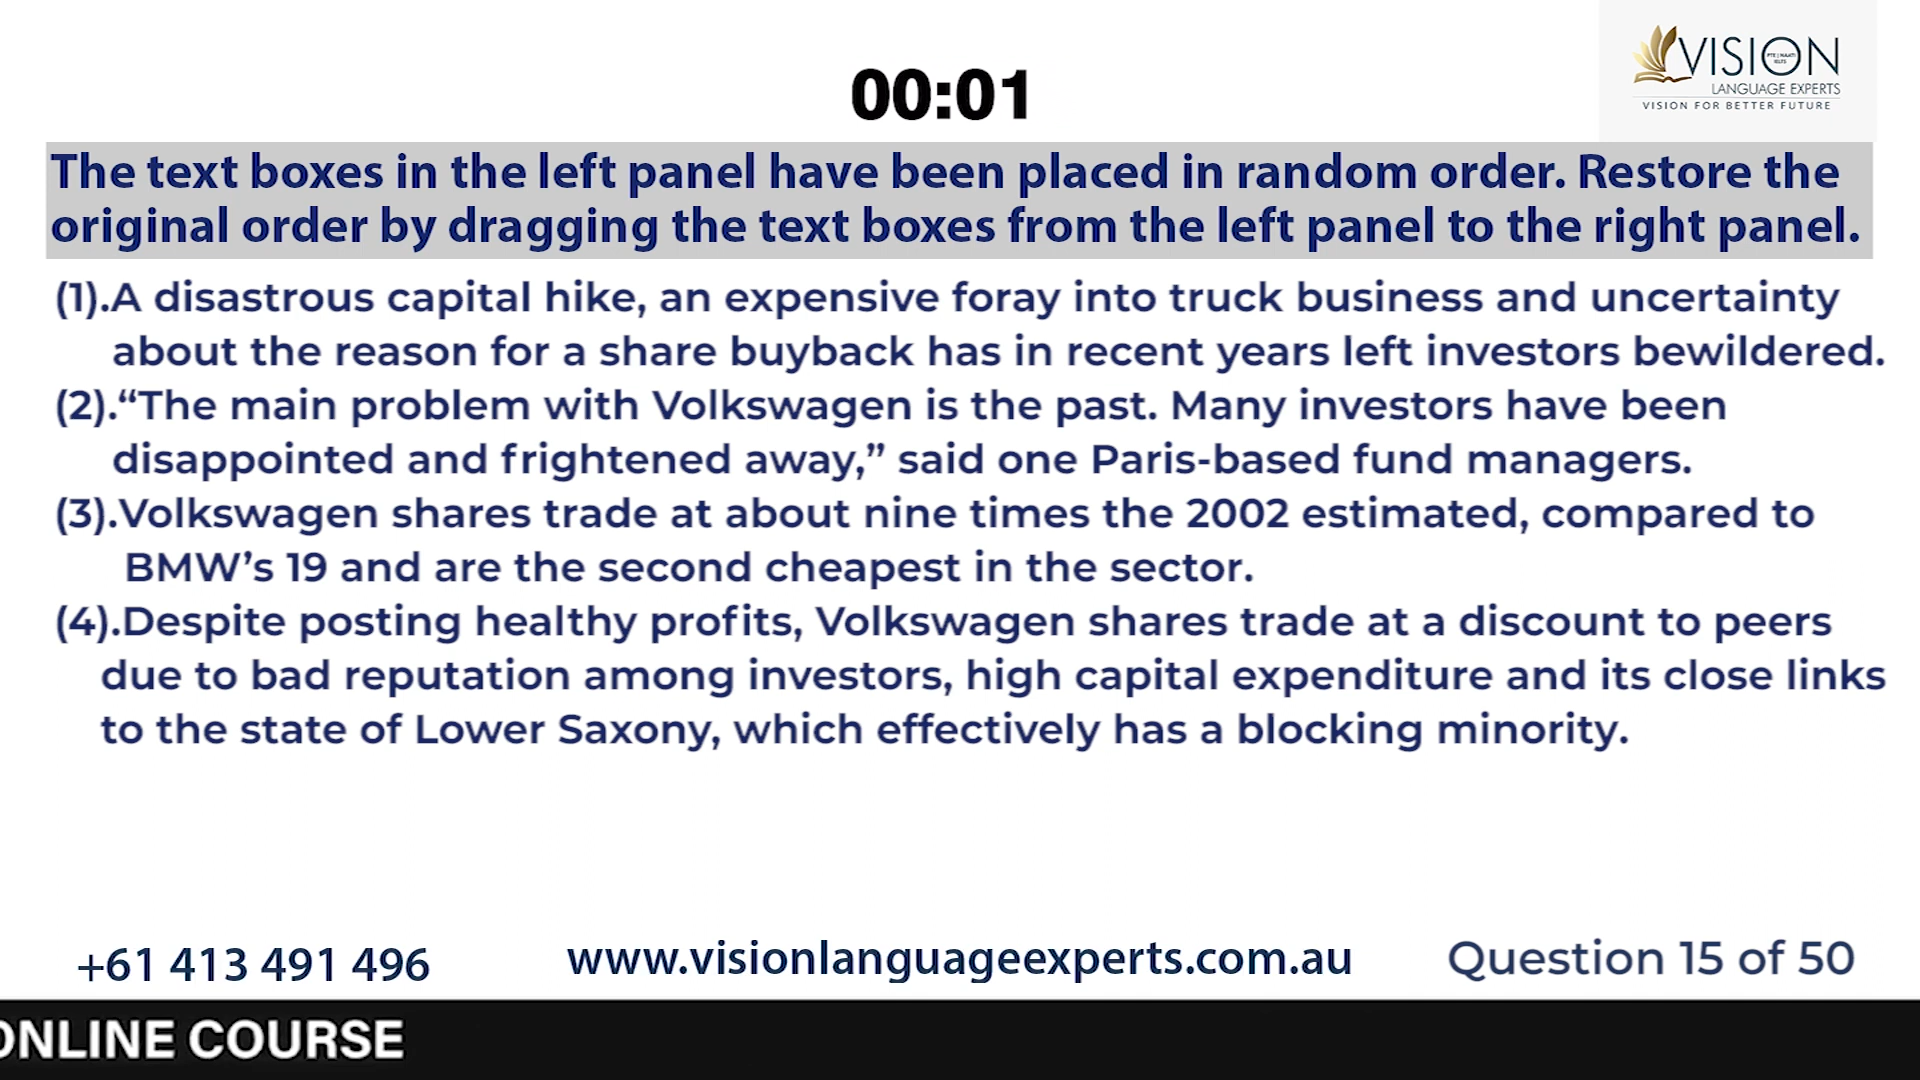 VISION
LANGUAGE EXPERTS
VISION FOR BETTER FUTURE
00:01
The text boxes in the left panel have been placed in random order. Restore the
original order by dragging the text boxes from the left panel to the right panel.
(1).A disastrous capital hike, an expensive foray into truck business and uncertainty
about the reason for a share buyback has in recent years left investors bewildered.
(2).“The main problem with Volkswagen is the past. Many investors have been
disappointed and frightened away,” said one Paris-based fund managers.
(3).Volkswagen shares trade at about nine times the 2002 estimated, compared to
BMW’s 19 and are the second cheapest in the sector.
(4).Despite posting healthy profits, Volkswagen shares trade at a discount to peers
due to bad reputation among investors, high capital expenditure and its close links
to the state of Lower Saxony, which effectively has a blocking minority.
+61 413 491 496
www.visionlanguageexperts.com.au
Question 15 of 50
ONLINE COURSE